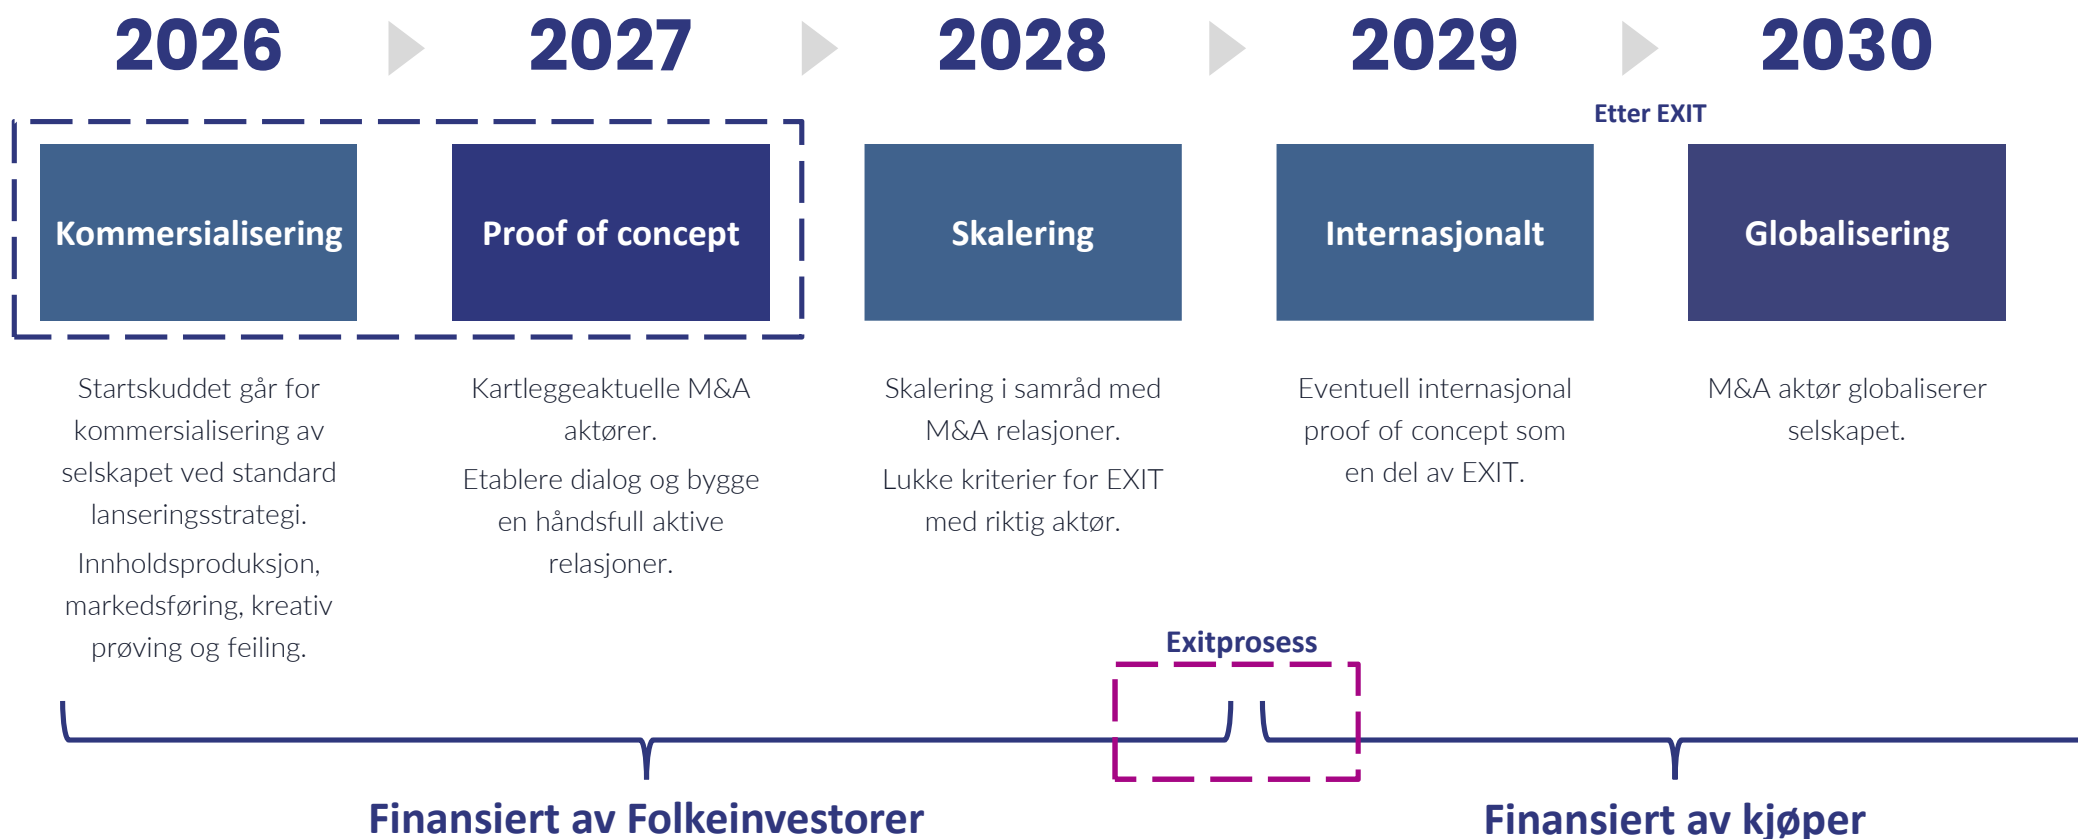 2026
2027
2028
2029
2030
Etter EXIT
Kommersialisering
Proof of concept
Skalering
Internasjonalt
Globalisering
Startskuddet går for
kommersialisering av
selskapet ved standard
lanseringsstrategi.
Innholdsproduksjon,
markedsføring, kreativ
prøving og feiling.
Kartleggeaktuelle M&A
aktører.
Etablere dialog og bygge
en håndsfull aktive
relasjoner.
Skalering i samråd med
M&A relasjoner.
Lukke kriterier for EXIT
med riktig aktør.
Eventuell internasjonal
proof of concept som
en del av EXIT.
M&A aktør globaliserer
selskapet.
Exitprosess
Finansiert av Folkeinvestorer
Finansiert av kjøper